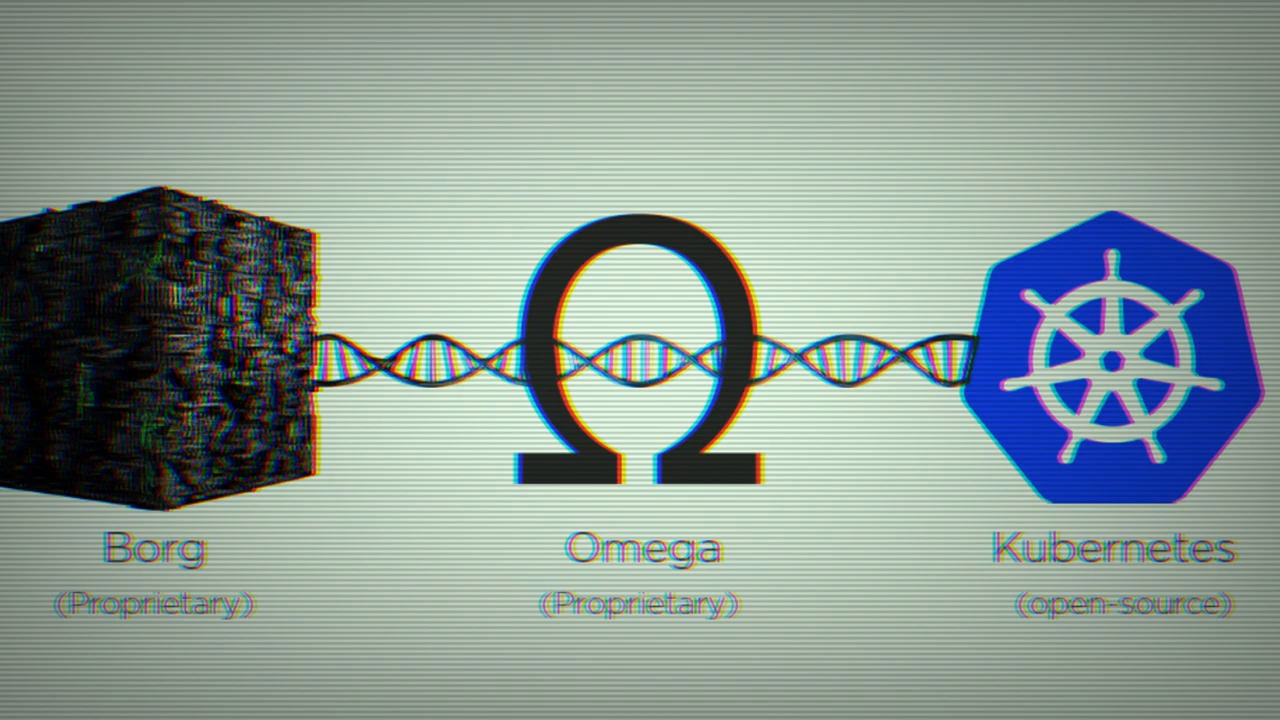 Borg
(Proprietary)
Omega
(Proprietary)
Kubernetes
(open-source)